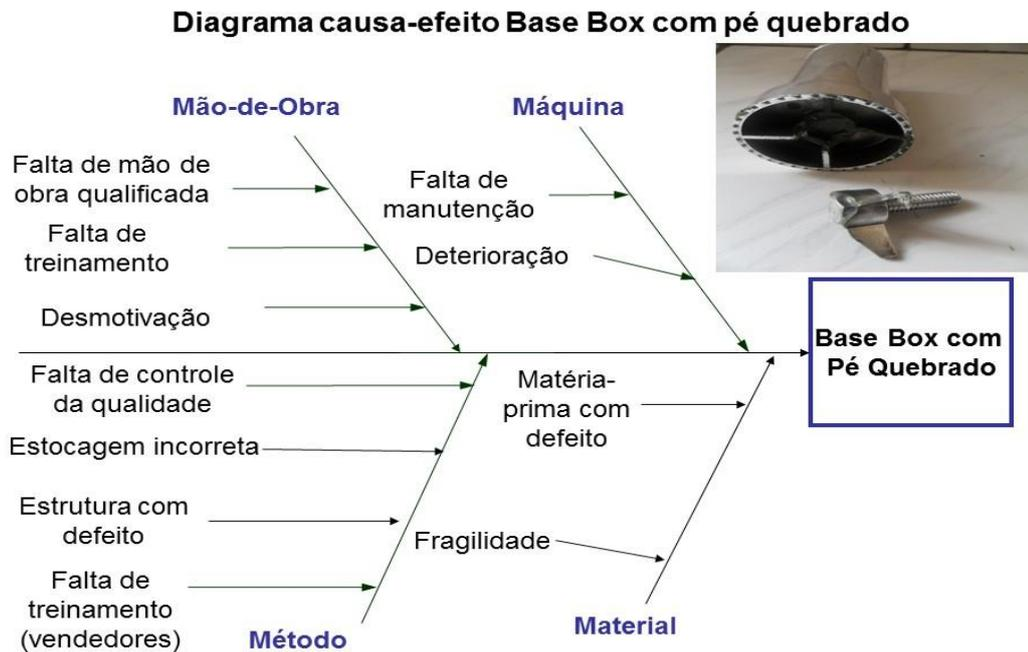 Diagrama causa-efeito Base Box com pé quebrado
Mão-de-Obra
Máquina
Falta de mão de
obra qualificada
Falta de
treinamento
Desmotivação
Falta de
manutenção
Deterioração
Base Box com
Pé Quebrado
Falta de controle
da qualidade
Estocagem incorreta
Estrutura com
defeito
Falta de
treinamento
(vendedores)
Método
Matéria-
prima com
defeito
Fragilidade
Material